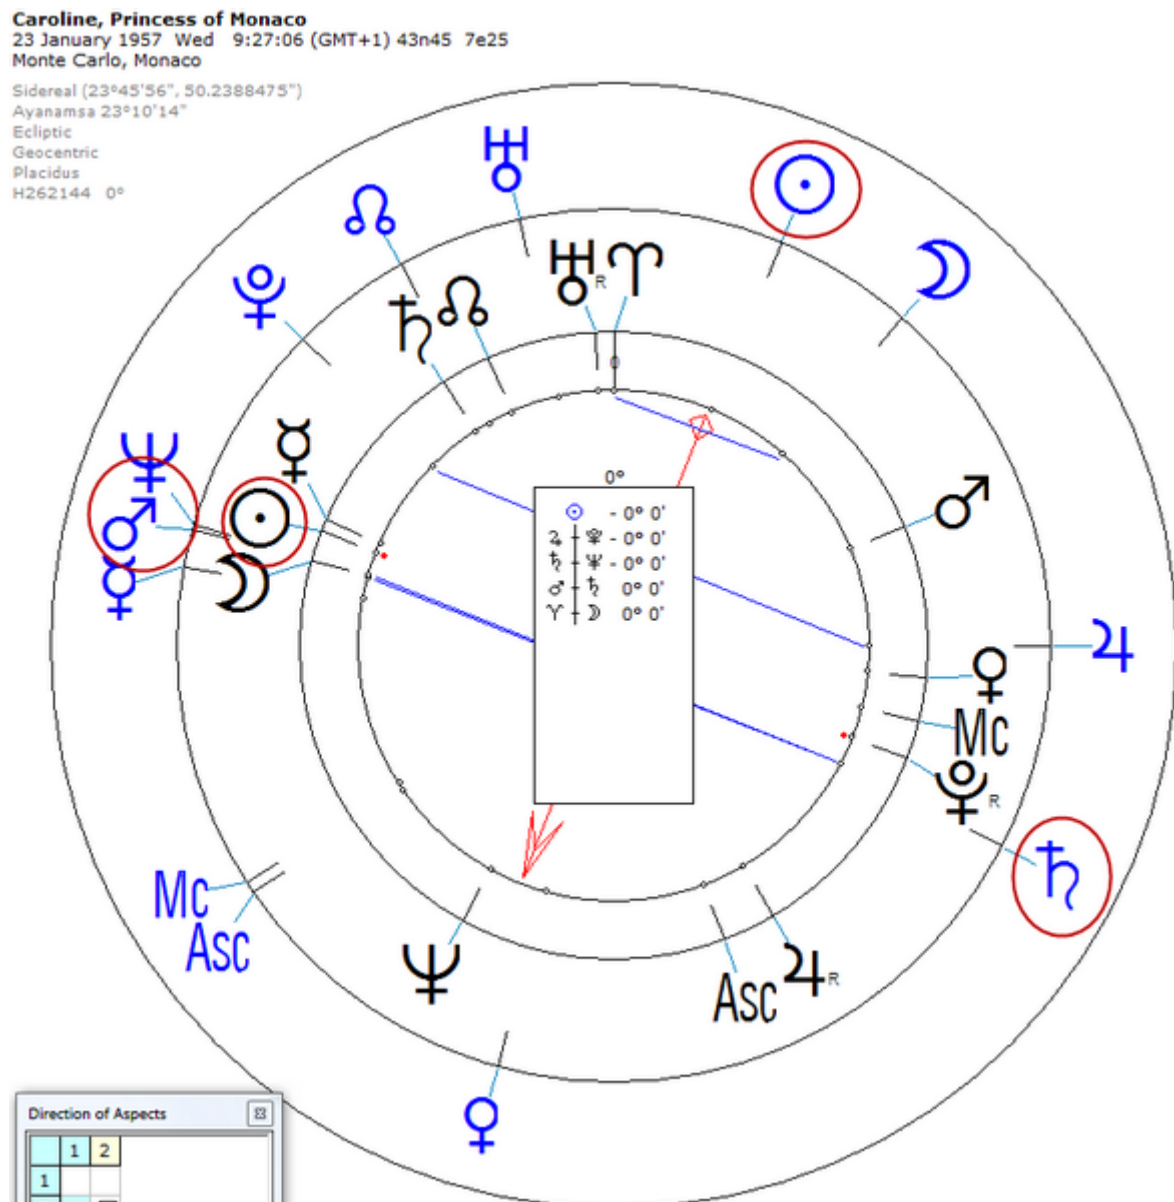 Caroline, Princess of Monaco
23 January 1957 Wed 9:27:06 (GMT+1) 43n45 7e25
Monte Carlo, Monaco
Sidereal (23°45'56", 50.2388475")
Ayanamsa 23°10'14"
Ecliptic
Geocentric
Placidus
H262144 0°
♅
☉
☊
☽
♅ R ♈
♇
♄ ☊
0
☿
♆
☉
♂
♂
0°
☉ - 0° 0'
♃ ♇ - 0° 0'
♄ ♆ - 0° 0'
♂ ♄ 0° 0'
♈ ☽ 0° 0'
☿ ☽
♃
♀
Mc
♇ R
♄
Mc
Asc
♆
♃ R
Asc
♀
Direction of Aspects
1 2
1